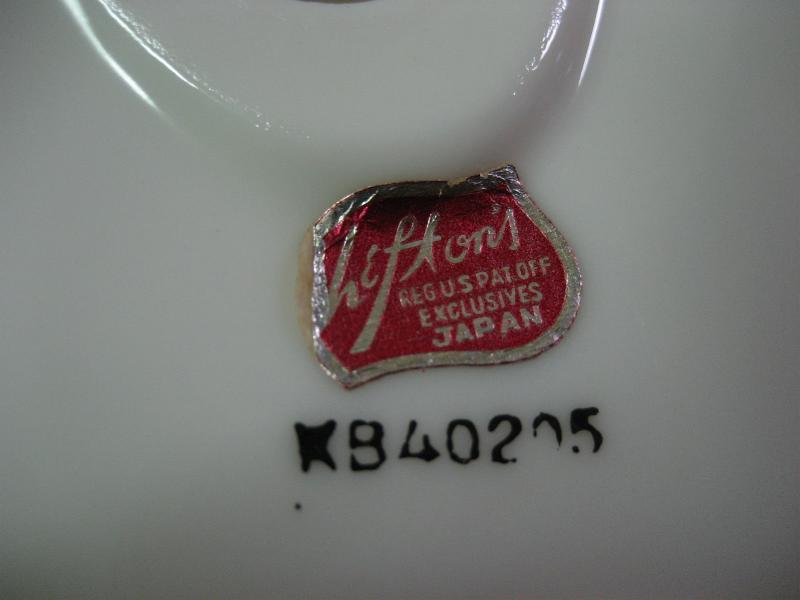 Lefton's
REG.U.S.PAT.OFF
EXCLUSIVES
JAPAN